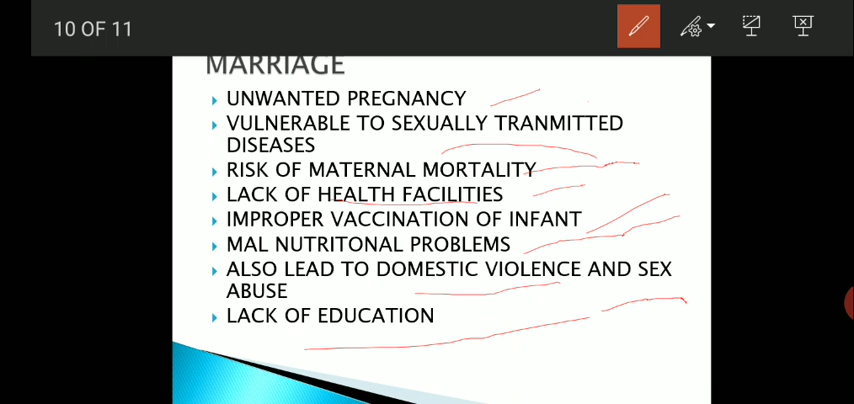 10 OF 11
MARRIAGE
UNWANTED PREGNANCY
VULNERABLE TO SEXUALLY TRANMITTED
DISEASES
RISK OF MATERNAL MORTALITY
LACK OF HEALTH FACILITIES
IMPROPER VACCINATION OF INFANT
MAL NUTRITONAL PROBLEMS
ALSO LEAD TO DOMESTIC VIOLENCE AND SEX
ABUSE
LACK OF EDUCATION